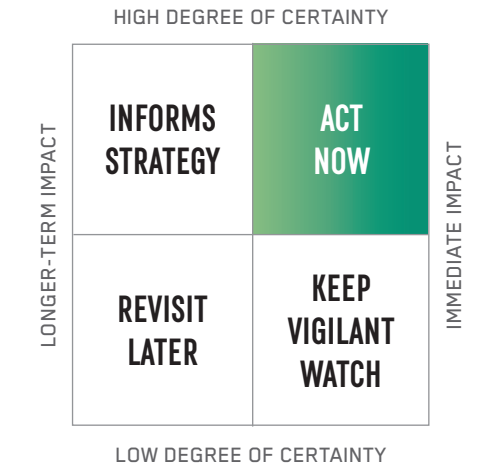 HIGH DEGREE OF CERTAINTY
LONGER-TERM IMPACT
INFORMS
STRATEGY
ACT
NOW
IMMEDIATE IMPACT
REVISIT
LATER
KEEP
VIGILANT
WATCH
LOW DEGREE OF CERTAINTY